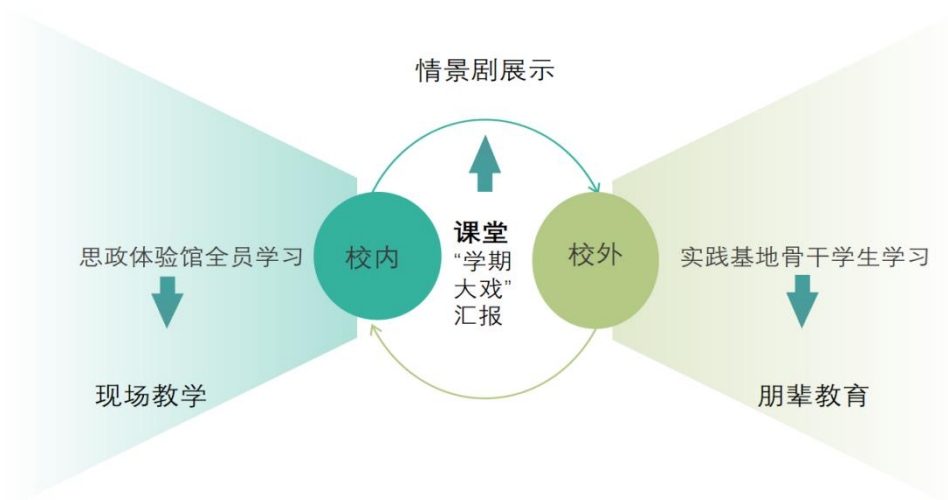 情景剧展示
思政体验馆全员学习
校内
课堂
“学期
大戏”
汇报
校外
实践基地骨干学生学习
现场教学
朋辈教育